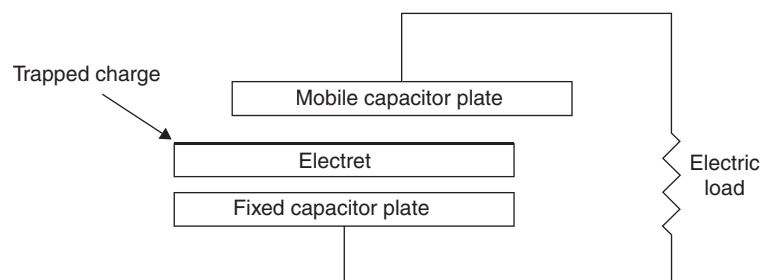 Trapped charge
Mobile capacitor plate
Electret
Fixed capacitor plate
Electric
load